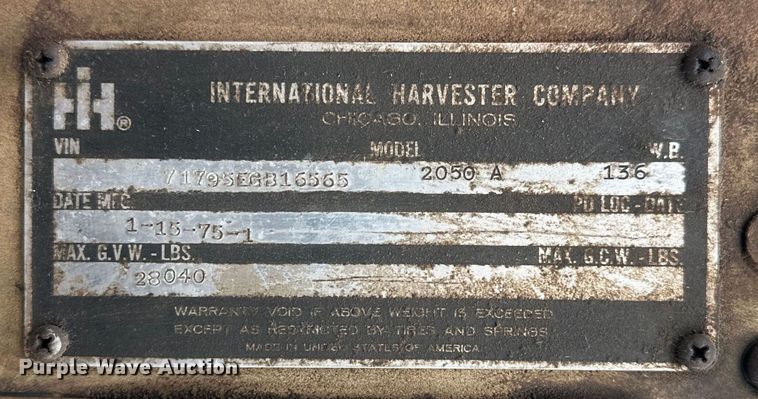 IH ®
INTERNATIONAL HARVESTER COMPANY
CHICAGO, ILLINOIS
VIN MODEL W.B.
7179SEGB16565 2050 A 136
DATE MFG. PD LOC - DATE
1-15-75-1
MAX. G.V.W. - LBS. MAX. G.C.W. - LBS.
28040
WARRANTY VOID IF ABOVE WEIGHT IS EXCEEDED
EXCEPT AS RESTRICTED BY TIRES AND SPRINGS
MADE IN UNITED STATES OF AMERICA
Purple Wave Auction